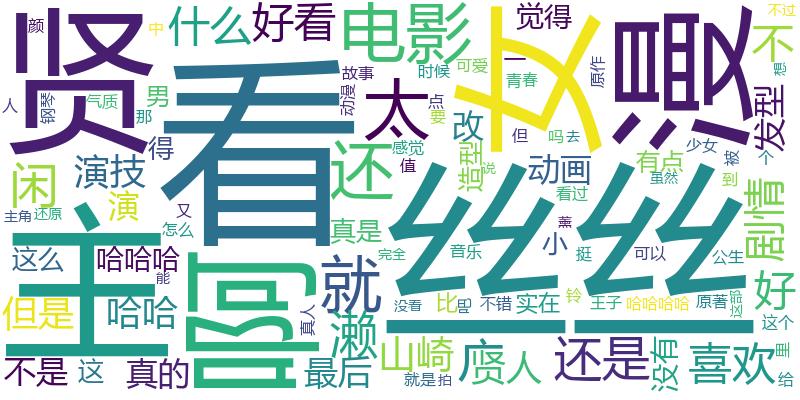 颜
人
贤
中
什么
好看
男
那
故事
动漫
电影
时候
可爱
觉得
青春
原作
漫
不过
不
想
钢琴
气质
得
看
太
点
要
改
女
但
吗
去
少女
被
发型
个
闲
演技
演
还
感觉
值
造型
说
动画
看过
有点
虽然
到
剧情
主角
还原
又
怎么
真是
丝丝
完全
音乐
小
薰
挺
可以
公生
这么
哈哈哈
能
主
但是
哈哈
啊
真人
就
濑
没看
比
不错
实在
铃
王子
哈哈哈哈
原著
这部
好
这个
不是
这
真的
最后
山崎
就是
拍
贤人
还是
没有
喜欢
里
给